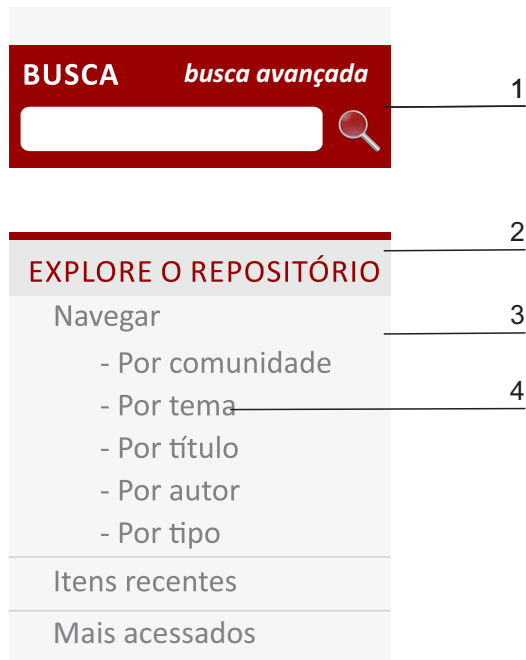 BUSCA busca avançada
1
2
EXPLORE O REPOSITÓRIO
Navegar
3
- Por comunidade
- Por tema
4
- Por título
- Por autor
- Por tipo
Itens recentes
Mais acessados